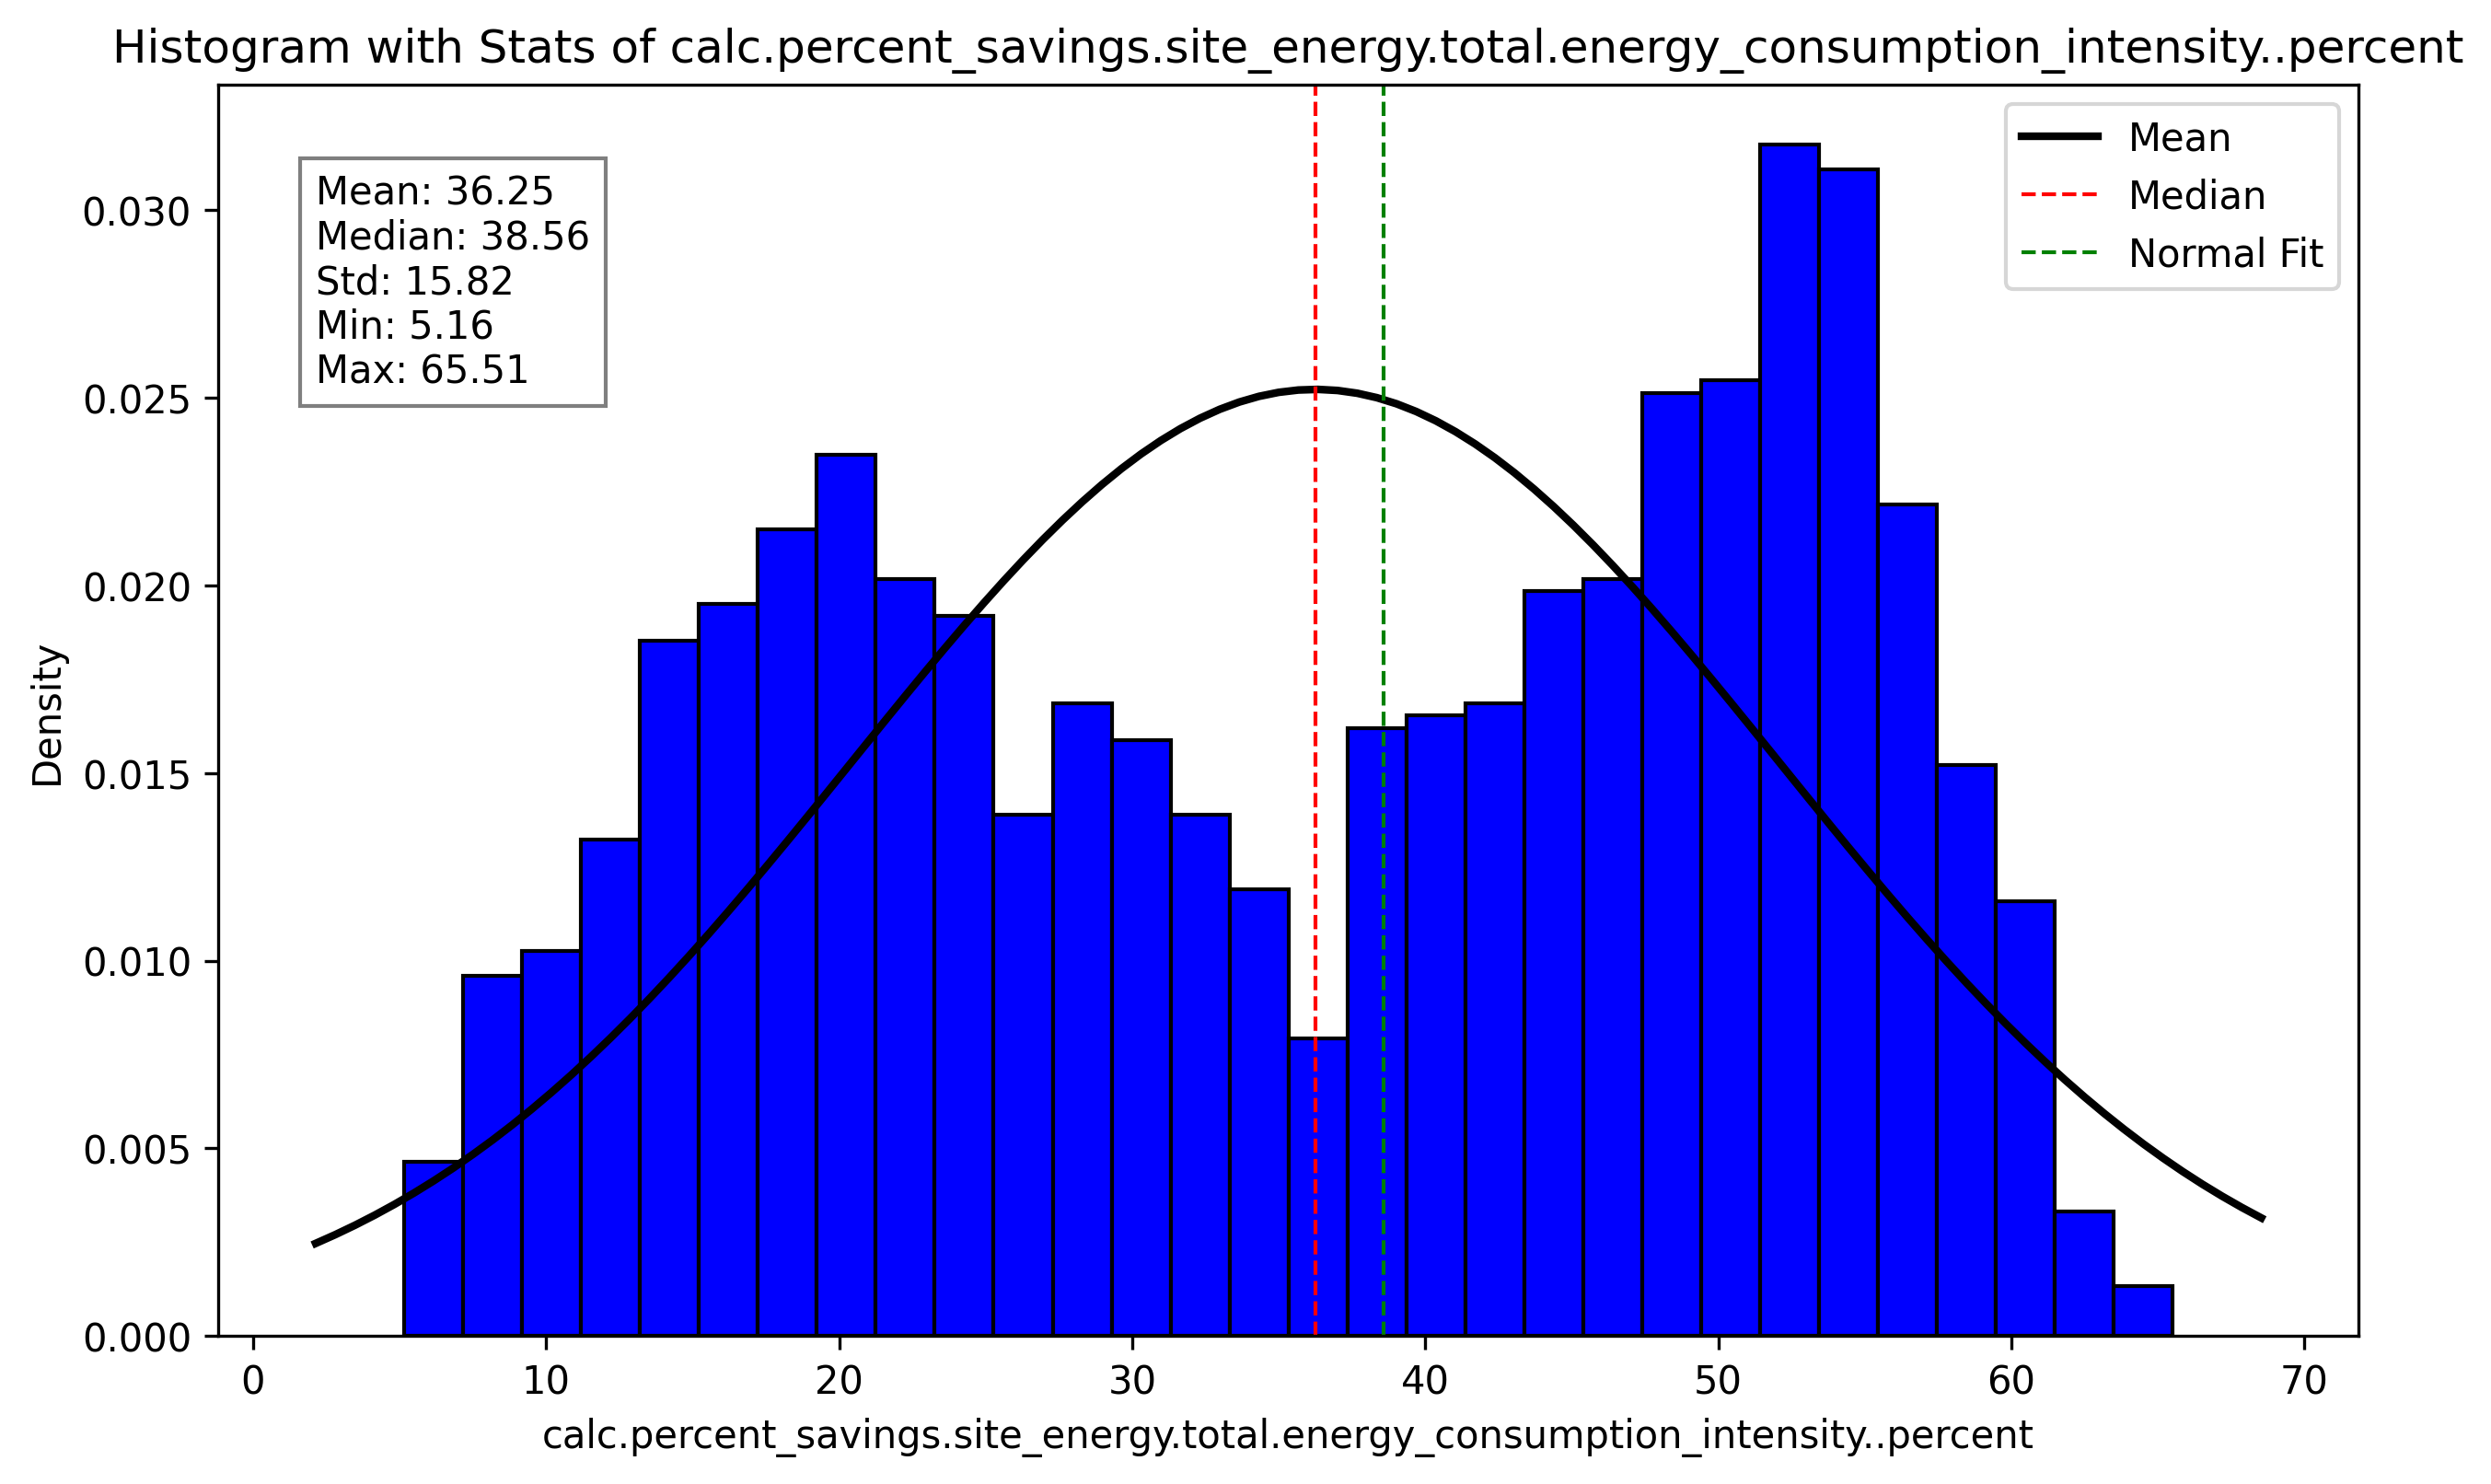 Histogram with Stats of calc.percent_savings.site_energy.total.energy_consumption_intensity..percent
Mean: 36.25
Median: 38.56
Std: 15.82
Min: 5.16
Max: 65.51
Mean
Median
Normal Fit
Density
0.030
0.025
0.020
0.015
0.010
0.005
0.000
0 10 20 30 40 50 60 70
calc.percent_savings.site_energy.total.energy_consumption_intensity..percent